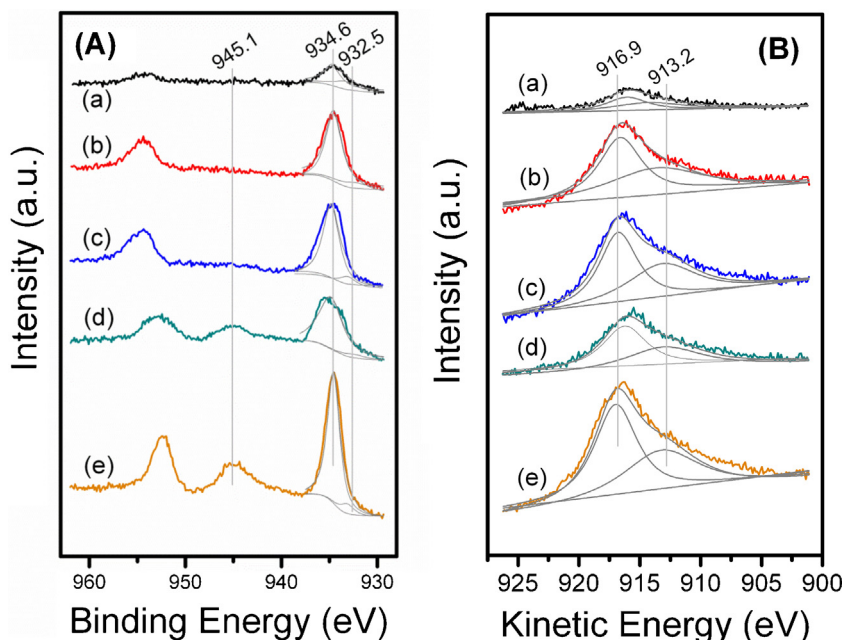 (A)
945.1
934.6
932.5
(a)
(b)
(c)
(d)
(e)
Intensity (a.u.)
960
950
940
930
Binding Energy (eV)
(B)
916.9
913.2
(a)
(b)
(c)
(d)
(e)
Intensity (a.u.)
925
920
915
910
905
900
Kinetic Energy (eV)